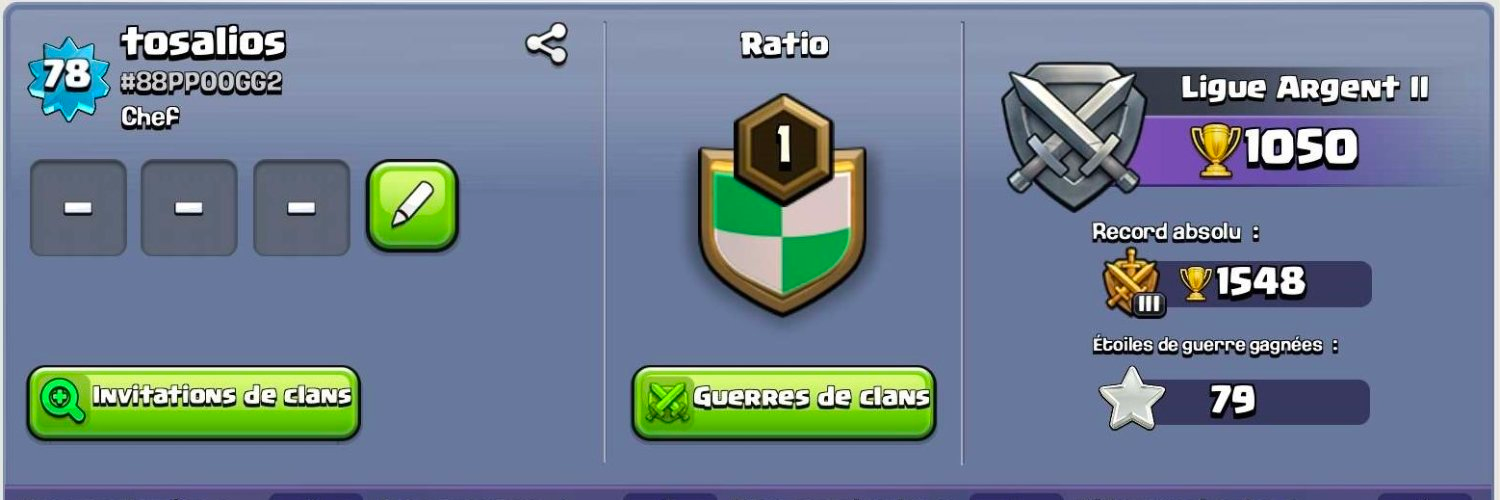 78
tosalios
#88PP00GG2
Chef
Invitations de clans
Ratio
1
Guerres de clans
Ligue Argent II
1050
Record absolu :
III
1548
Étoiles de guerre gagnées :
79